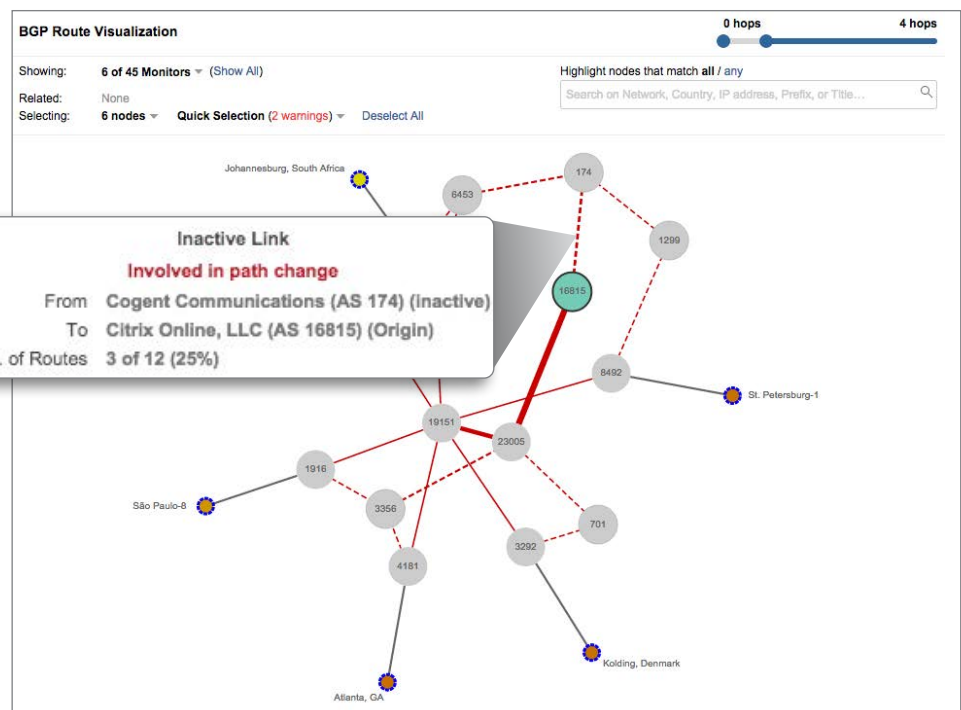 BGP Route Visualization
0 hops 4 hops
Showing: 6 of 45 Monitors (Show All)
Highlight nodes that match all / any
Related: None
Search on Network, Country, IP address, Prefix, or Title...
Selecting: 6 nodes Quick Selection (2 warnings) Deselect All
Johannesburg, South Africa
174
6453
1299
Inactive Link
Involved in path change
From Cogent Communications (AS 174) (inactive)
To Citrix Online, LLC (AS 16815) (Origin)
. of Routes 3 of 12 (25%)
16815
8492
St. Petersburg-1
19151
23005
1916
São Paulo-8
3356
701
3292
4181
Kolding, Denmark
Atlanta, GA